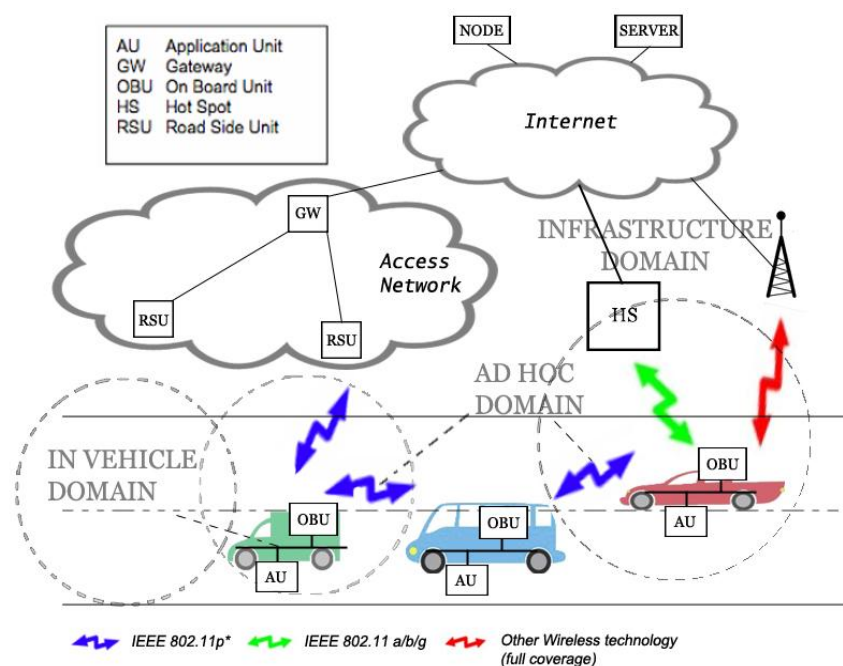 NODE
SERVER
AU Application Unit
GW Gateway
OBU On Board Unit
HS Hot Spot
RSU Road Side Unit
Internet
GW
INFRASTRUCTURE
DOMAIN
Access
Network
RSU
RSU
HS
AD HOC
DOMAIN
IN VEHICLE
DOMAIN
OBU
AU
OBU
AU
OBU
AU
IEEE 802.11p*
IEEE 802.11 a/b/g
Other Wireless technology
(full coverage)